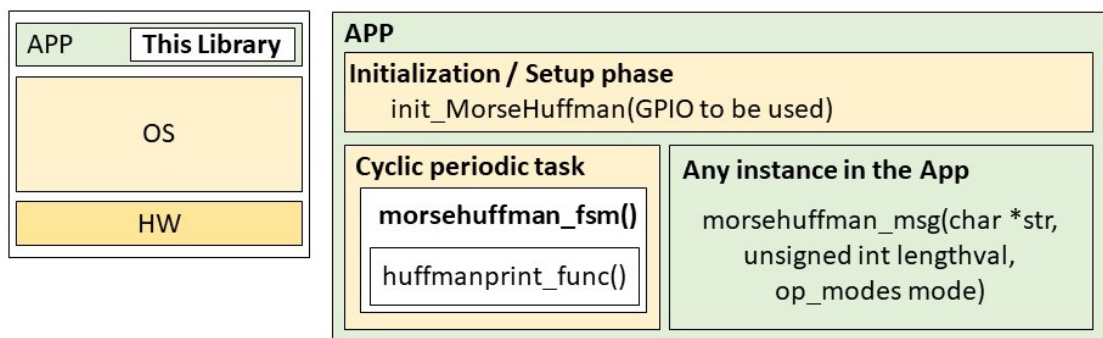 APP
This Library
OS
HW
APP
Initialization / Setup phase
init_MorseHuffman(GPIO to be used)
Cyclic periodic task
morsehuffman_fsm()
huffmanprint_func()
Any instance in the App
morsehuffman_msg(char *str,
unsigned int lengthval,
op_modes mode)